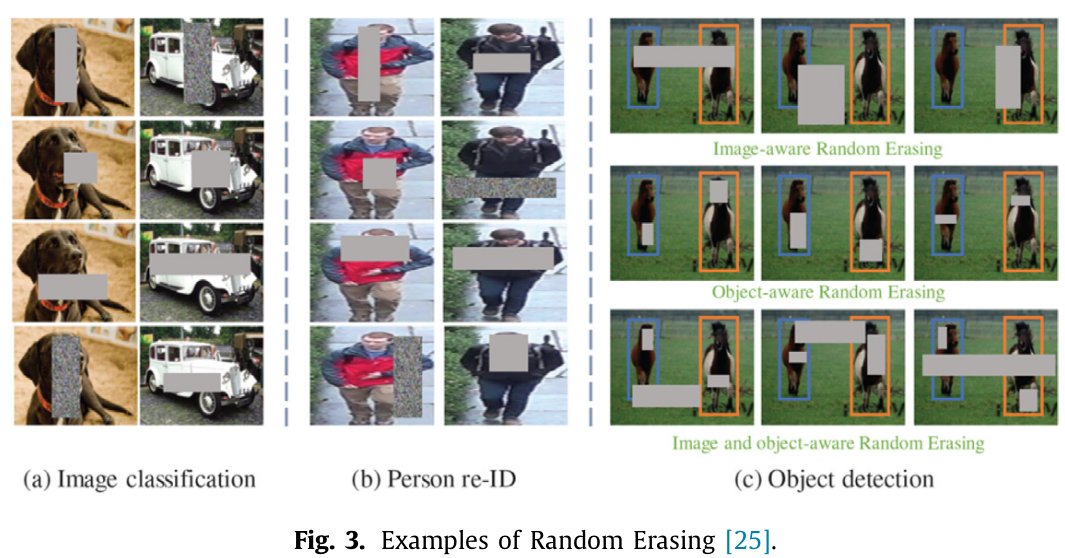 Image-aware Random Erasing
Object-aware Random Erasing
Image and object-aware Random Erasing
(a) Image classification
(b) Person re-ID
(c) Object detection
Fig. 3. Examples of Random Erasing [25].